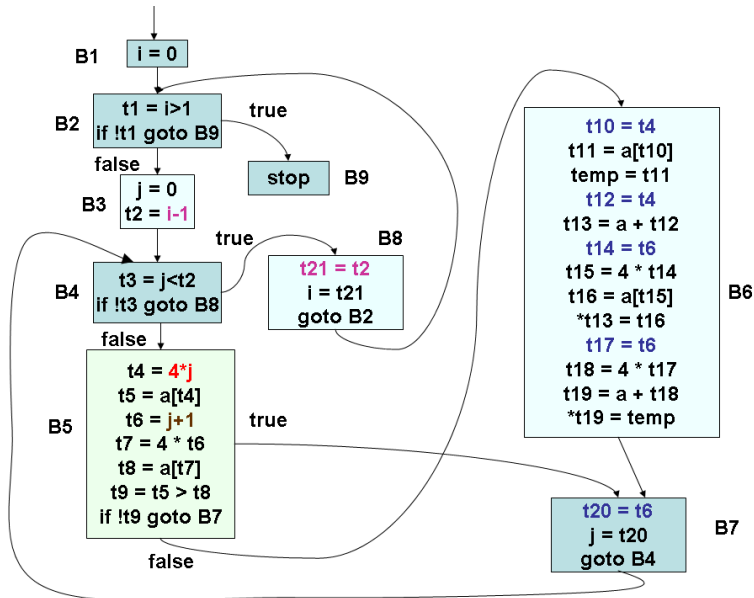 B1
i = 0
B2
t1 = i>1
if !t1 goto B9
true
false
stop
B9
B3
j = 0
t2 = i-1
true
B4
t3 = j<t2
if !t3 goto B8
B8
t21 = t2
i = t21
goto B2
false
B5
t4 = 4*j
t5 = a[t4]
t6 = j+1
t7 = 4 * t6
t8 = a[t7]
t9 = t5 > t8
if !t9 goto B7
true
false
t10 = t4
t11 = a[t10]
temp = t11
t12 = t4
t13 = a + t12
t14 = t6
t15 = 4 * t14
t16 = a[t15]
*t13 = t16
t17 = t6
t18 = 4 * t17
t19 = a + t18
*t19 = temp
B6
t20 = t6
j = t20
goto B4
B7